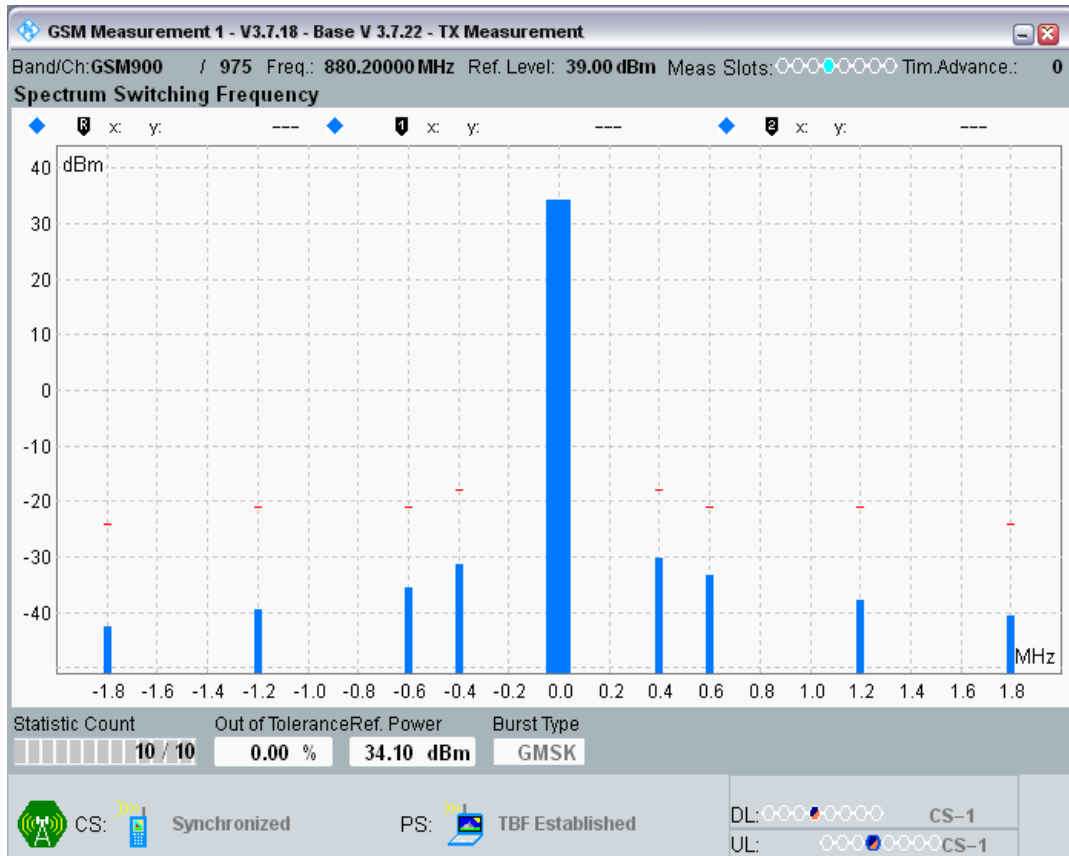 GSM Measurement 1 - V3.7.18 - Base V 3.7.22 - TX Measurement
Band/Ch:GSM900 / 975 Freq.: 880.20000 MHz Ref. Level: 39.00 dBm Meas Slots: Tim.Advance.: 0
Spectrum Switching Frequency
R x: y: --- 1 x: y: --- 2 x: y: ---
dBm
40
30
20
10
0
-10
-20
-30
-40
MHz
-1.8 -1.6 -1.4 -1.2 -1.0 -0.8 -0.6 -0.4 -0.2 0.0 0.2 0.4 0.6 0.8 1.0 1.2 1.4 1.6 1.8
Statistic Count Out of Tolerance Ref. Power Burst Type
10 / 10 0.00 % 34.10 dBm GMSK
CS: Synchronized PS: TBF Established
DL: CS-1
UL: CS-1